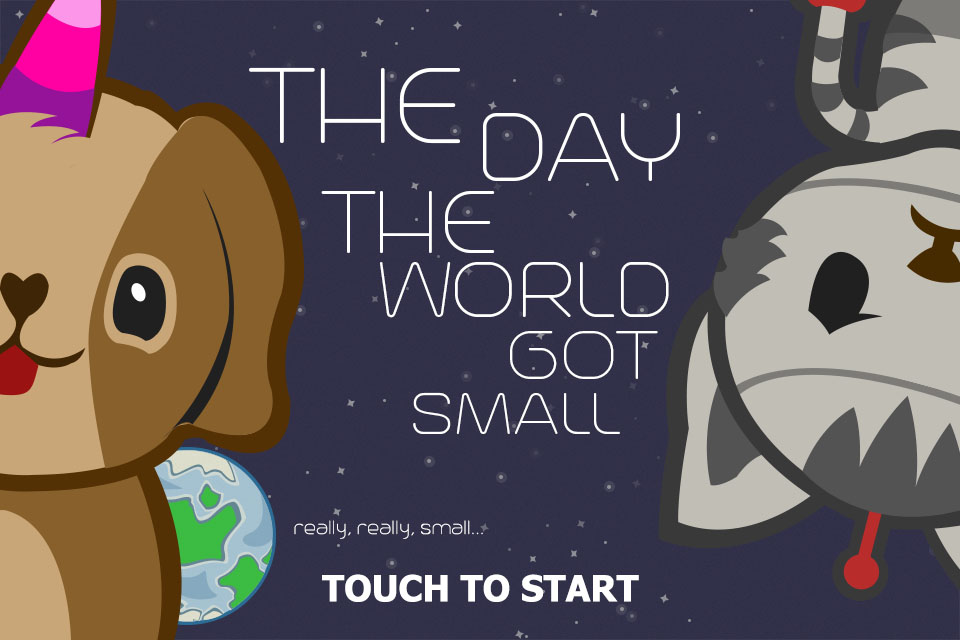 THE
DAY
THE
WORLD
GOT
SMALL
really, really, small...
TOUCH TO START